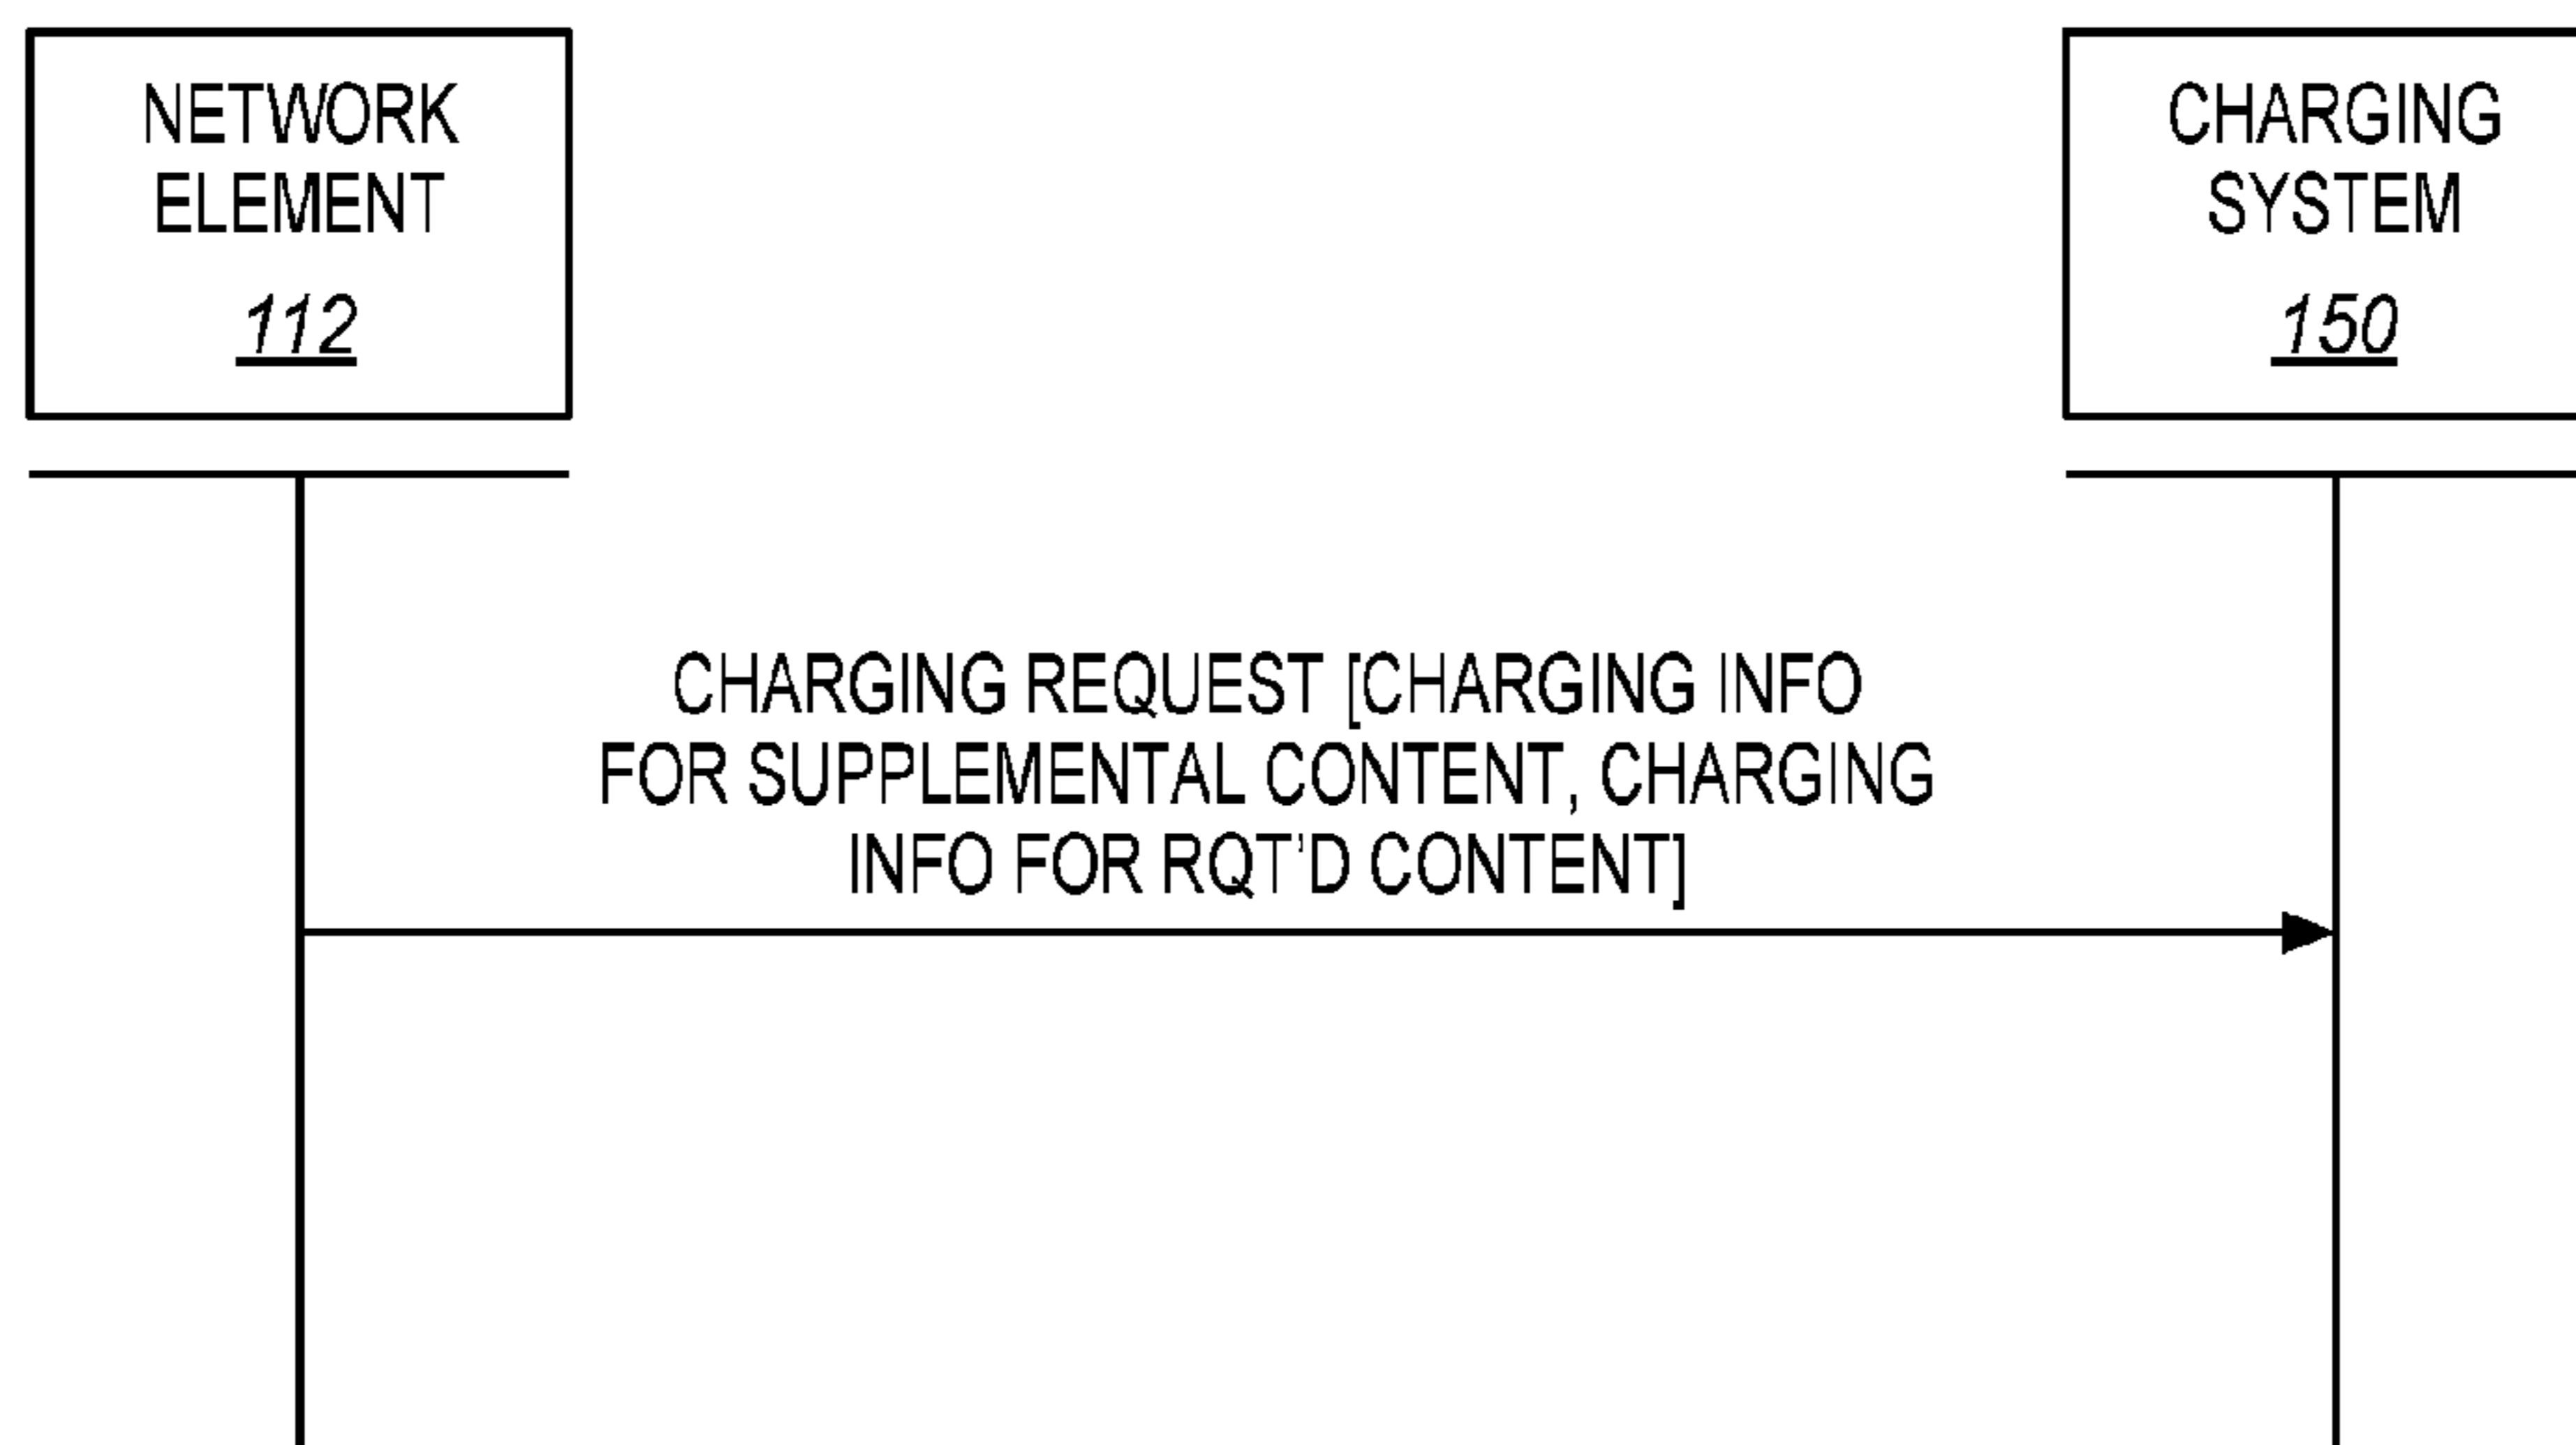 NETWORK
ELEMENT
112
CHARGING
SYSTEM
150
CHARGING REQUEST [CHARGING INFO
FOR SUPPLEMENTAL CONTENT, CHARGING
INFO FOR RQT'D CONTENT]